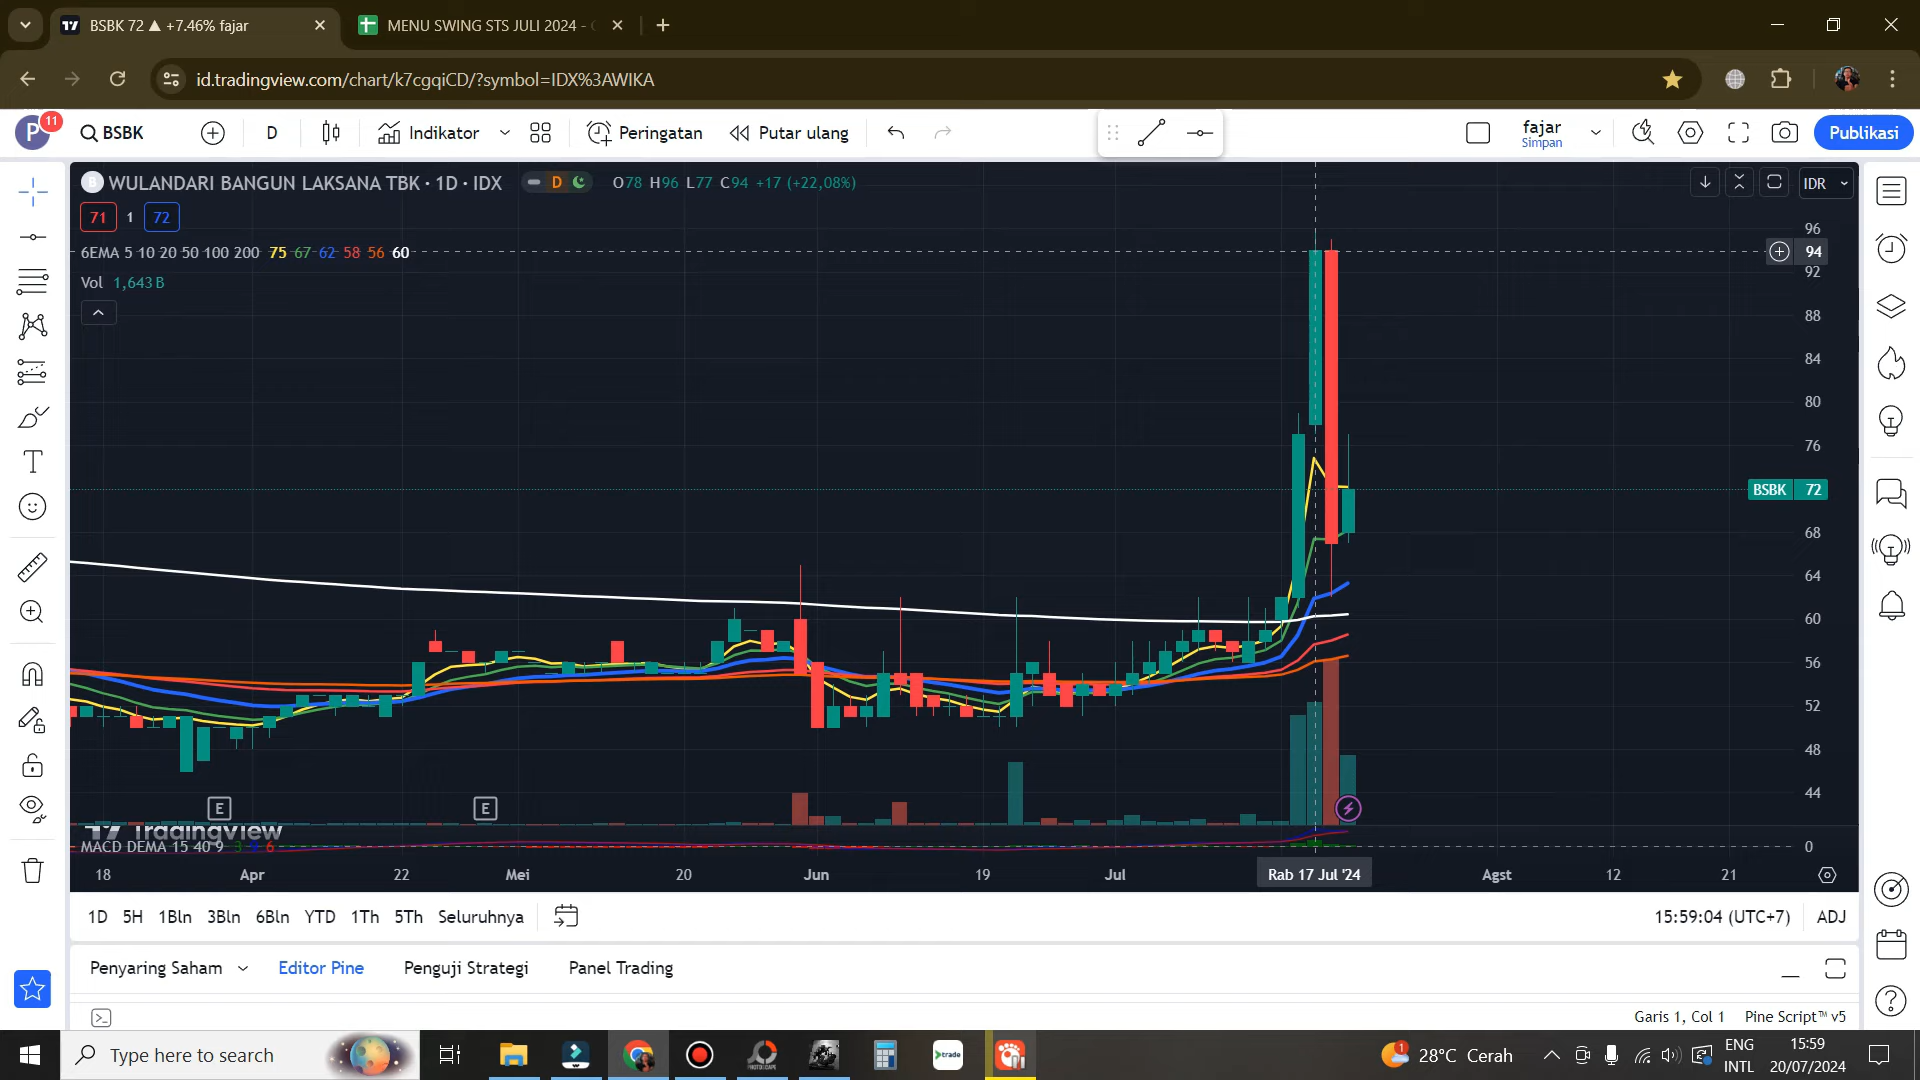 BSBK 72 ▲ +7.46% fajar
MENU SWING STS JULI 2024 -
id.tradingview.com/chart/k7cgqiCD/?symbol=IDX%3AWIKA
P 11 BSBK D Indikator Peringatan Putar ulang fajar Simpan Publikasi
B WULANDARI BANGUN LAKSANA TBK · 1D · IDX D O78 H96 L77 C94 +17 (+22,08%) IDR
71 1 72
6EMA 5 10 20 50 100 200 75 67 62 58 56 60
Vol 1,643 B
96
94
92
88
84
80
76
BSBK 72
68
64
60
56
52
48
44
E E
TradingView
MACD DEMA 15 40 9 3 9 6 0
18 Apr 22 Mei 20 Jun 19 Jul Rab 17 Jul '24 Agst 12 21
1D 5H 1Bln 3Bln 6Bln YTD 1Th 5Th Seluruhnya 15:59:04 (UTC+7) ADJ
Penyaring Saham Editor Pine Penguji Strategi Panel Trading
Garis 1, Col 1 Pine Script™ v5
Type here to search trade 1 28°C Cerah ENG INTL 15:59 20/07/2024